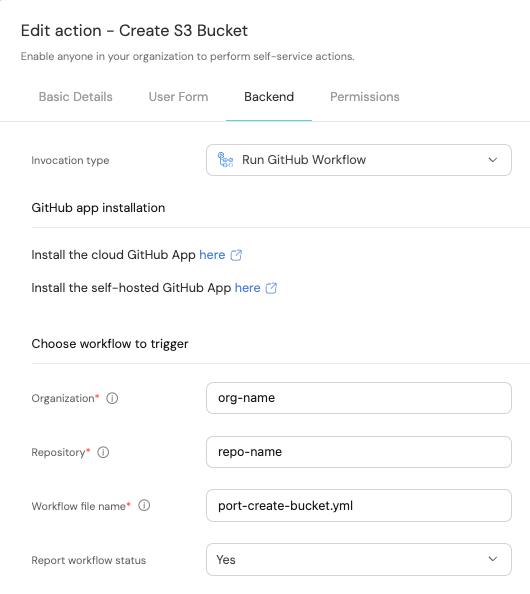 Edit action - Create S3 Bucket
Enable anyone in your organization to perform self-service actions.
Basic Details User Form Backend Permissions
Invocation type Run GitHub Workflow
GitHub app installation
Install the cloud GitHub App here
Install the self-hosted GitHub App here
Choose workflow to trigger
Organization* org-name
Repository* repo-name
Workflow file name* port-create-bucket.yml
Report workflow status Yes